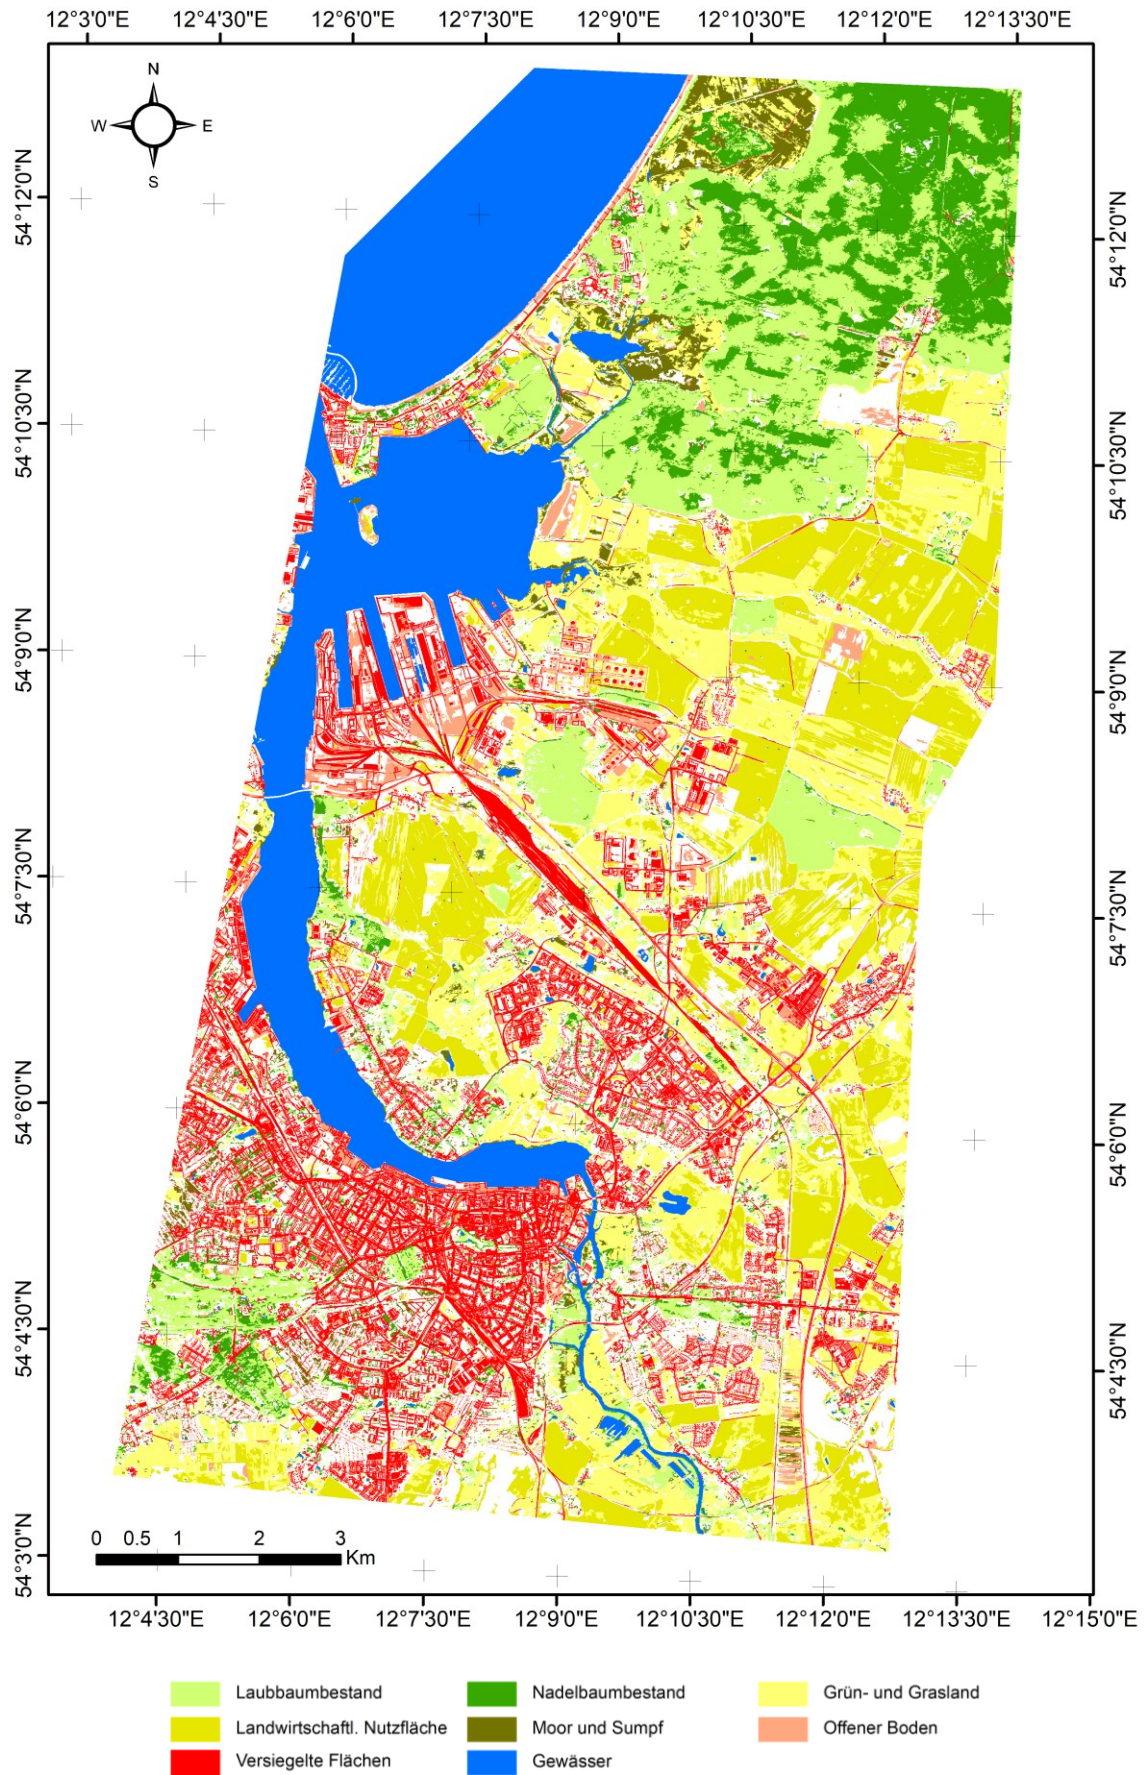 12°3'30"E 12°4'30"E 12°6'0"E 12°7'30"E 12°9'0"E 12°10'30"E 12°12'0"E 12°13'30"E
N
W E
S
54°12'0"N
54°12'0"N
54°10'30"N
54°10'30"N
54°9'0"N
54°9'0"N
54°7'30"N
54°7'30"N
54°6'0"N
54°6'0"N
54°4'30"N
54°4'30"N
54°3'0"N
0 0.5 1 2 3
Km
12°4'30"E 12°6'0"E 12°7'30"E 12°9'0"E 12°10'30"E 12°12'0"E 12°13'30"E 12°15'0"E
Laubbaumbestand Nadelbaumbestand Grün- und Grasland
Landwirtschaftl. Nutzfläche Moor und Sumpf Offener Boden
Versiegelte Flächen Gewässer